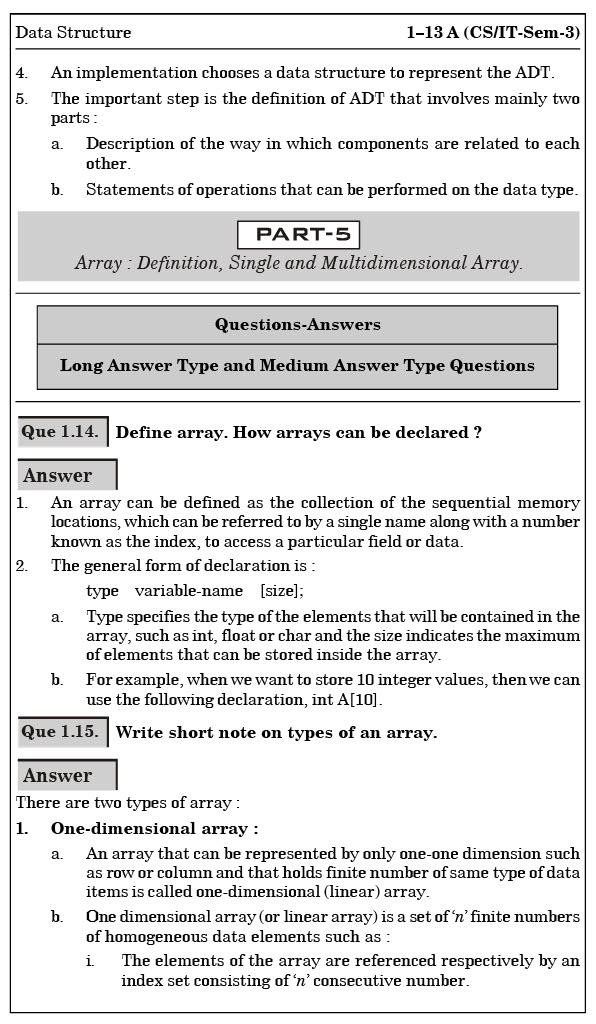 Data Structure 1–13 A (CS/IT-Sem-3)
4. An implementation chooses a data structure to represent the ADT.
5. The important step is the definition of ADT that involves mainly two
parts :
a. Description of the way in which components are related to each
other.
b. Statements of operations that can be performed on the data type.
PART-5
Array : Definition, Single and Multidimensional Array.
Questions-Answers
Long Answer Type and Medium Answer Type Questions
Que 1.14. Define array. How arrays can be declared ?
Answer
1. An array can be defined as the collection of the sequential memory
locations, which can be referred to by a single name along with a number
known as the index, to access a particular field or data.
2. The general form of declaration is :
type variable-name [size];
a. Type specifies the type of the elements that will be contained in the
array, such as int, float or char and the size indicates the maximum
of elements that can be stored inside the array.
b. For example, when we want to store 10 integer values, then we can
use the following declaration, int A[10].
Que 1.15. Write short note on types of an array.
Answer
There are two types of array :
1. One-dimensional array :
a. An array that can be represented by only one-one dimension such
as row or column and that holds finite number of same type of data
items is called one-dimensional (linear) array.
b. One dimensional array (or linear array) is a set of ‘n’ finite numbers
of homogeneous data elements such as :
i. The elements of the array are referenced respectively by an
index set consisting of ‘n’ consecutive number.